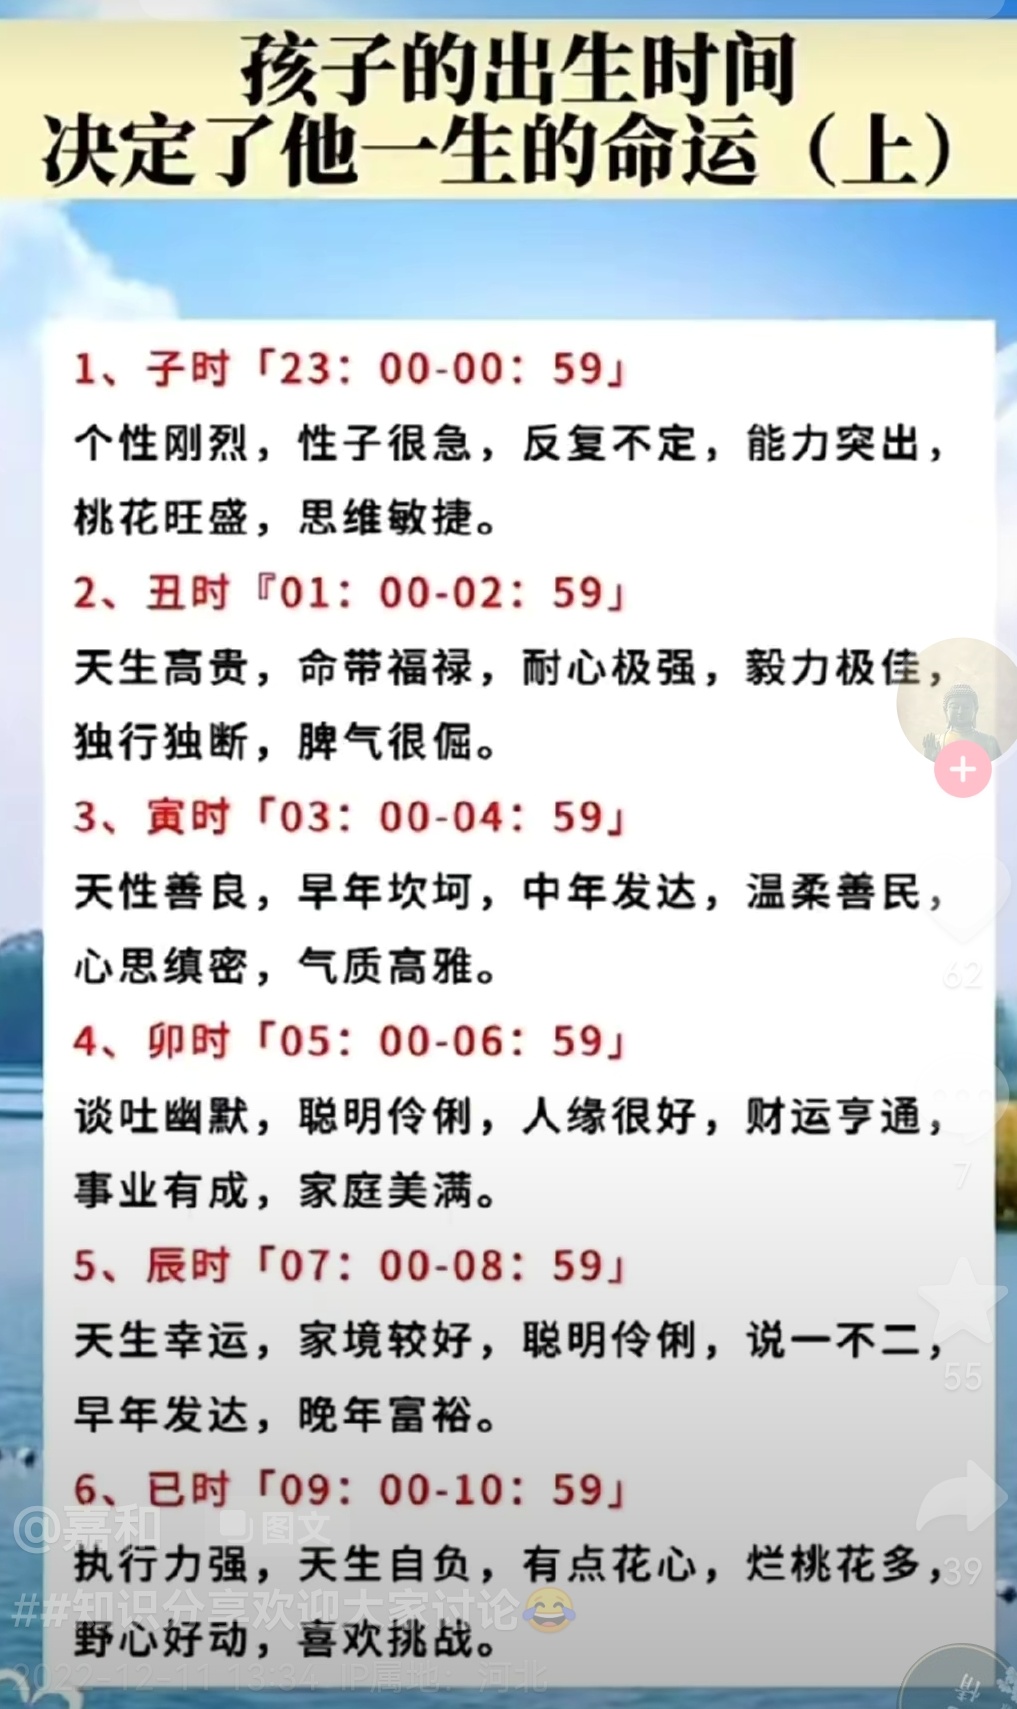 孩子的出生时间
决定了他一生的命运（上）
1、子时「23：00-00：59」
个性刚烈，性子很急，反复不定，能力突出，
桃花旺盛，思维敏捷。
2、丑时『01：00-02：59」
天生高贵，命带福禄，耐心极强，毅力极佳，
独行独断，脾气很倔。
3、寅时「03：00-04：59」
天性善良，早年坎坷，中年发达，温柔善民，
心思缜密，气质高雅。
62
4、卯时「05：00-06：59」
谈吐幽默，聪明伶俐，人缘很好，财运亨通，
7
事业有成，家庭美满。
5、辰时「07：00-08：59」
天生幸运，家境较好，聪明伶俐，说一不二，
55
早年发达，晚年富裕。
6、已时「09：00-10：59」
@嘉和 图文
执行力强，天生自负，有点花心，烂桃花多，
39
##知识分享欢迎大家讨论😂
野心好动，喜欢挑战。
2022-12-11 13:34 IP属地：河北
情